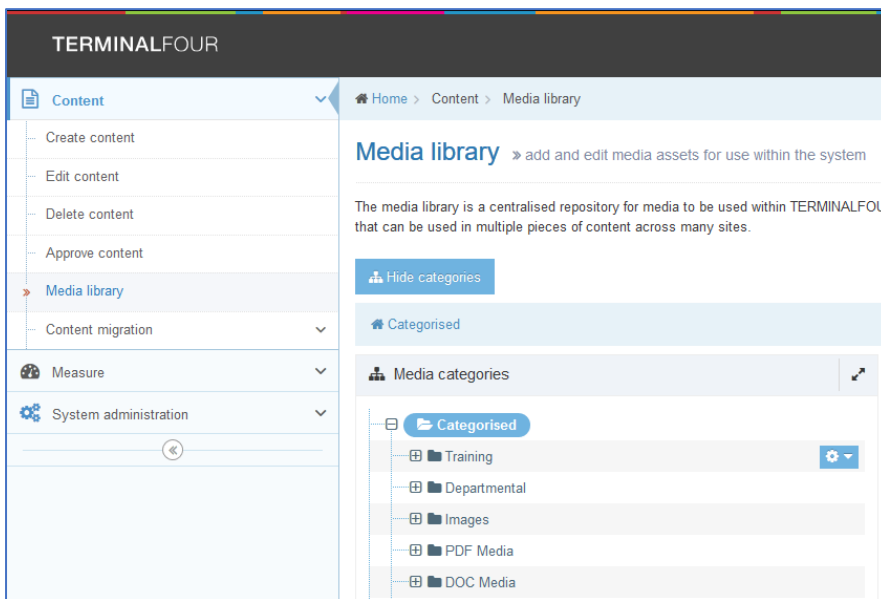 TERMINALFOUR
Content
Create content
Edit content
Delete content
Approve content
Media library
Content migration
Measure
System administration
Home > Content > Media library
Media library » add and edit media assets for use within the system
The media library is a centralised repository for media to be used within TERMINALFOU
that can be used in multiple pieces of content across many sites.
Hide categories
Categorised
Media categories
Categorised
Training
Departmental
Images
PDF Media
DOC Media